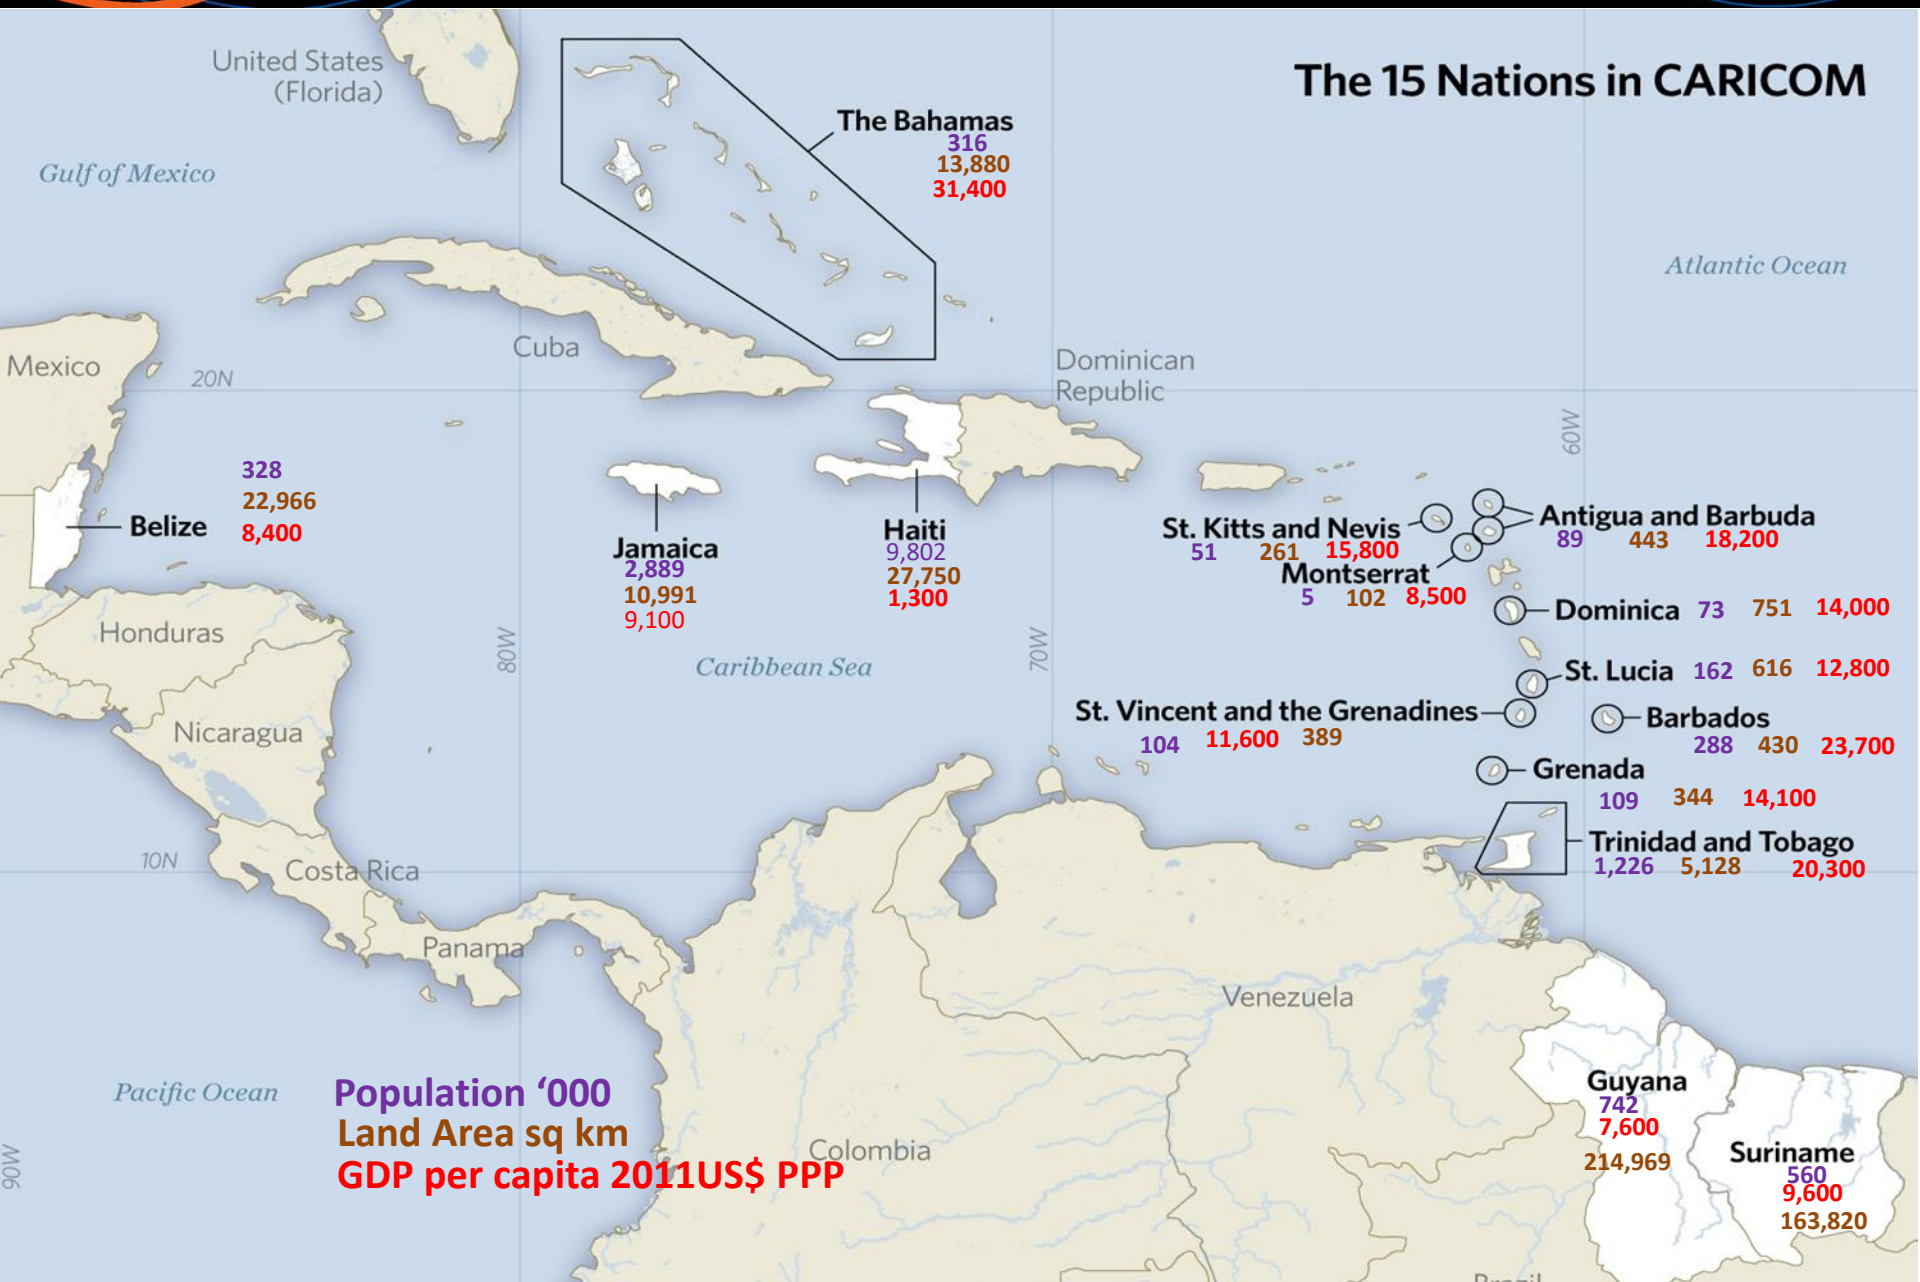 The 15 Nations in CARICOM
United States
(Florida)
Gulf of Mexico
The Bahamas
316
13,880
31,400
Atlantic Ocean
Mexico
20N
Cuba
Dominican
Republic
60W
Belize
328
22,966
8,400
Jamaica
2,889
10,991
9,100
Haiti
9,802
27,750
1,300
St. Kitts and Nevis
51 261 15,800
Antigua and Barbuda
89 443 18,200
Montserrat
5 102 8,500
Dominica 73 751 14,000
Honduras
80W
Caribbean Sea
70W
St. Lucia 162 616 12,800
St. Vincent and the Grenadines
104 11,600 389
Barbados
288 430 23,700
Nicaragua
Grenada
109 344 14,100
Trinidad and Tobago
1,226 5,128 20,300
10N
Costa Rica
Panama
Venezuela
Pacific Ocean
Population ‘000
Land Area sq km
GDP per capita 2011US$ PPP
90W
Colombia
Guyana
742
7,600
214,969
Suriname
560
9,600
163,820
Brazil